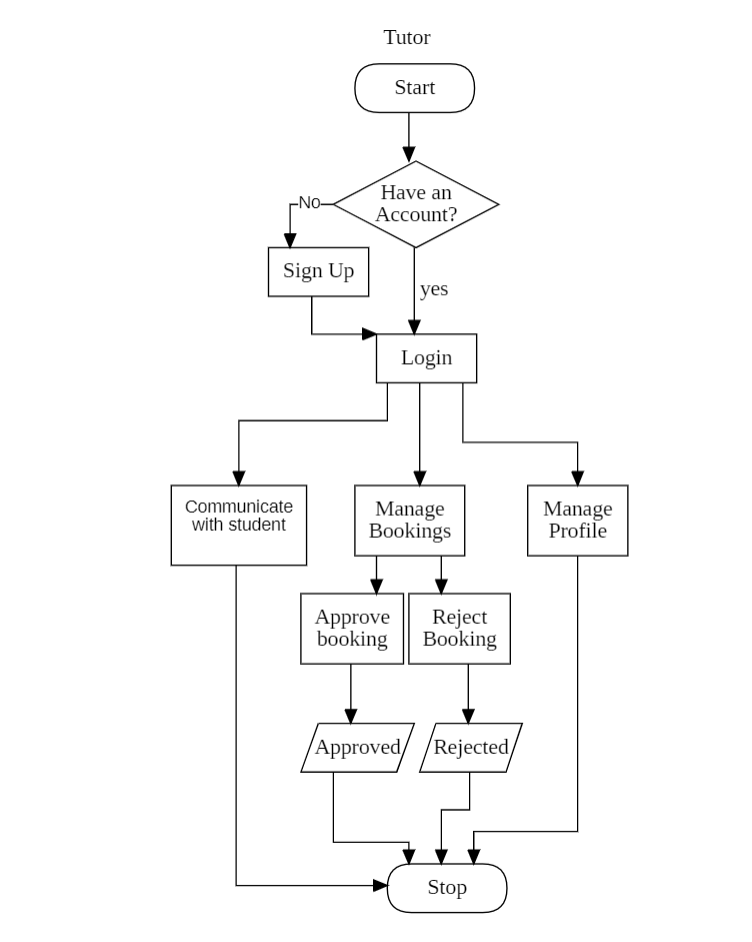 Tutor
Start
Have an
Account?
No
Sign Up
yes
Login
Communicate
with student
Manage
Bookings
Manage
Profile
Approve
booking
Reject
Booking
Approved
Rejected
Stop